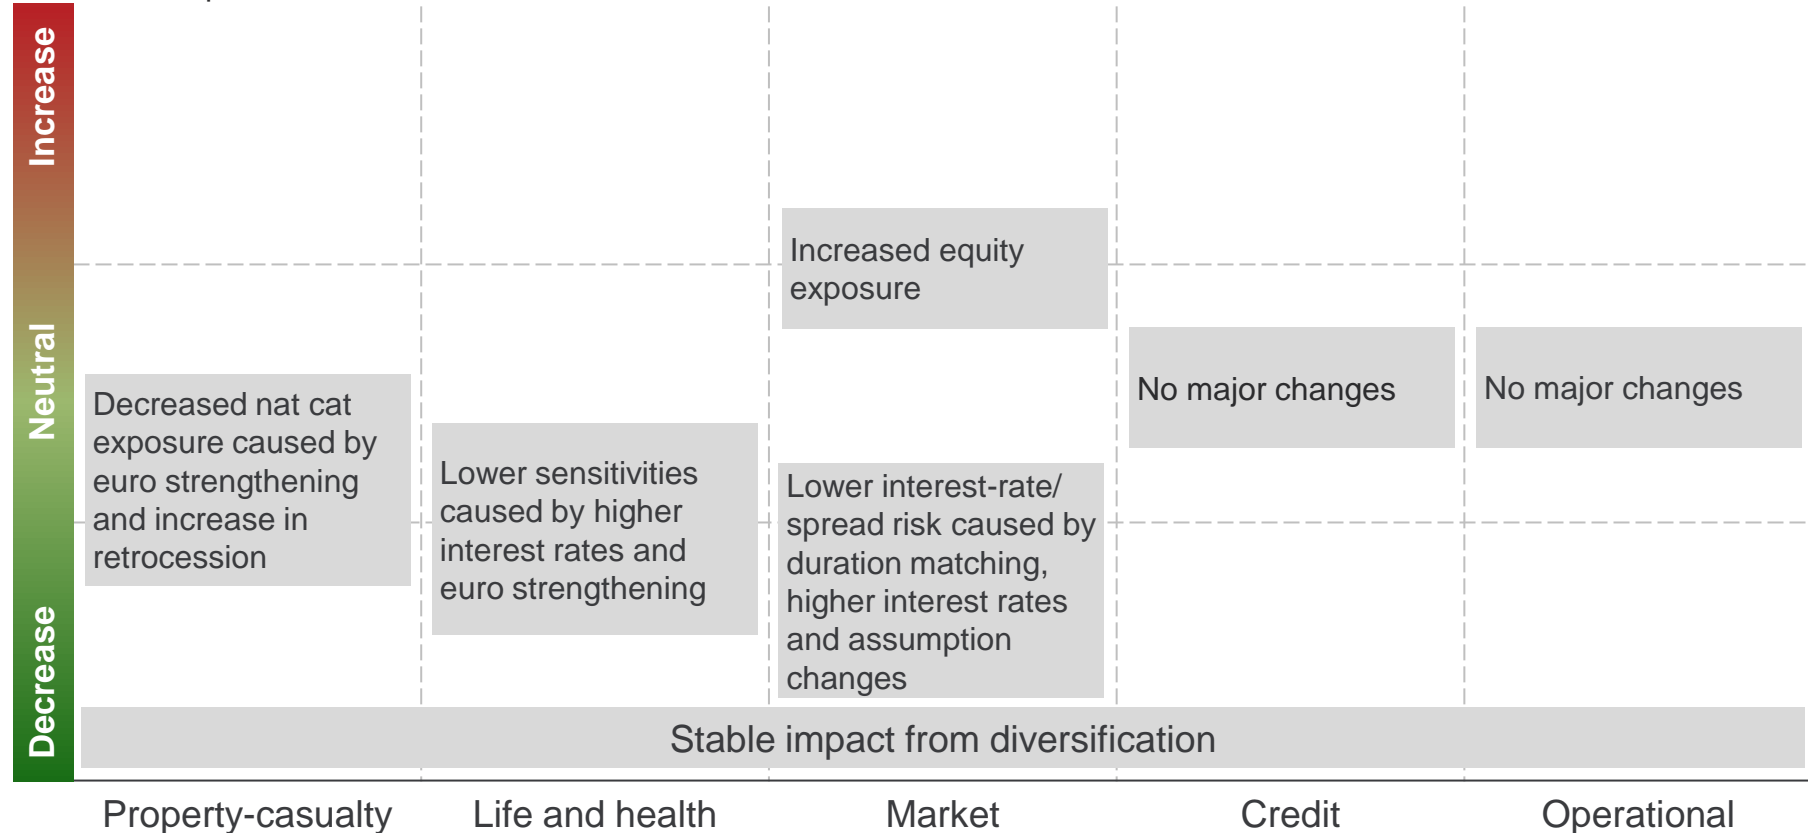 Increase
Neutral
Decrease
Increased equity
exposure
No major changes
No major changes
Decreased nat cat
exposure caused by
euro strengthening
and increase in
retrocession
Lower sensitivities
caused by higher
interest rates and
euro strengthening
Lower interest-rate/
spread risk caused by
duration matching,
higher interest rates
and assumption
changes
Stable impact from diversification
Property-casualty
Life and health
Market
Credit
Operational